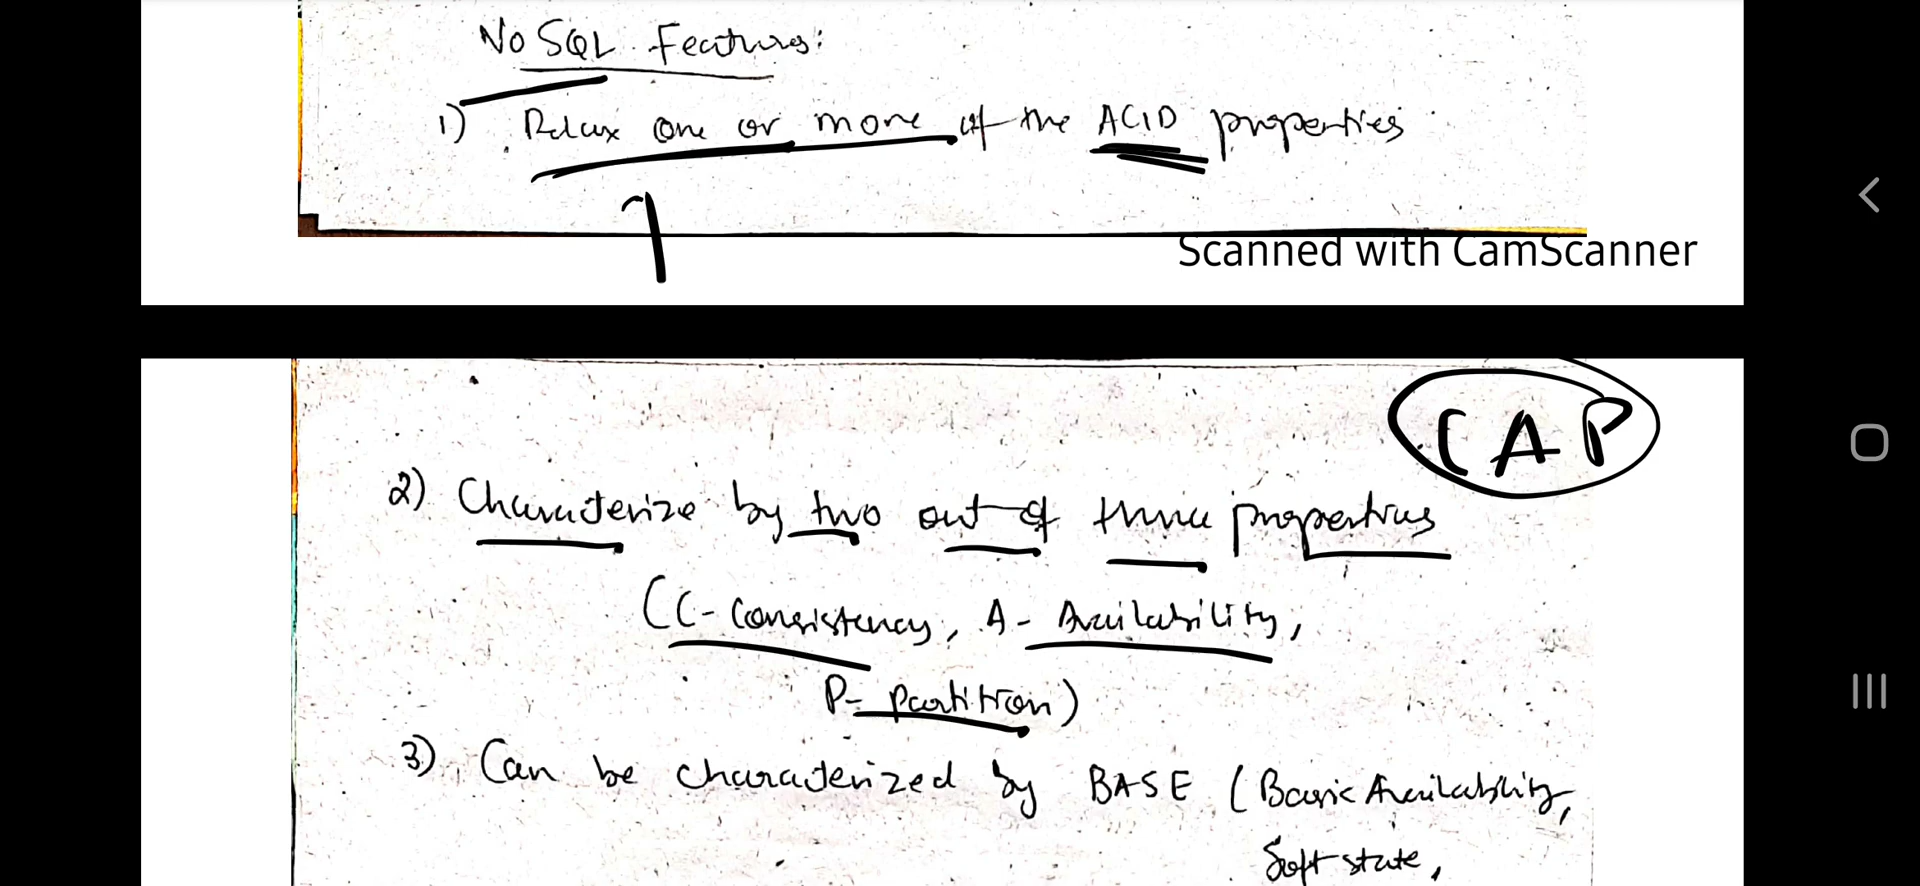 No SQL Features:
1) Relax one or more of the ACID properties
Scanned with CamScanner
CAP
2) Characterize by two out of three properties
(C- Consistency, A- Availability,
P- Partition)
3) Can be characterized by BASE (Basic Availability,
Soft state,